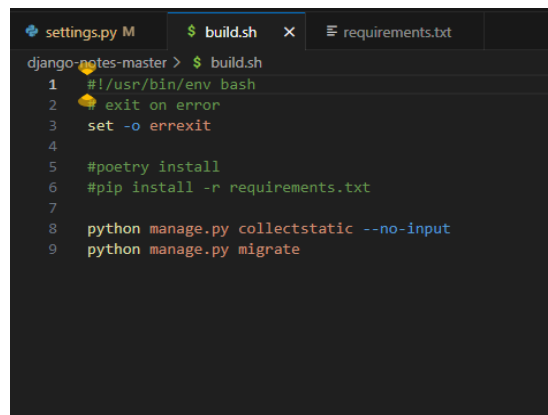 settings.py M $ build.sh × requirements.txt
django-notes-master > $ build.sh
1 #!/usr/bin/env bash
2 # exit on error
3 set -o errexit
4
5 #poetry install
6 #pip install -r requirements.txt
7
8 python manage.py collectstatic --no-input
9 python manage.py migrate